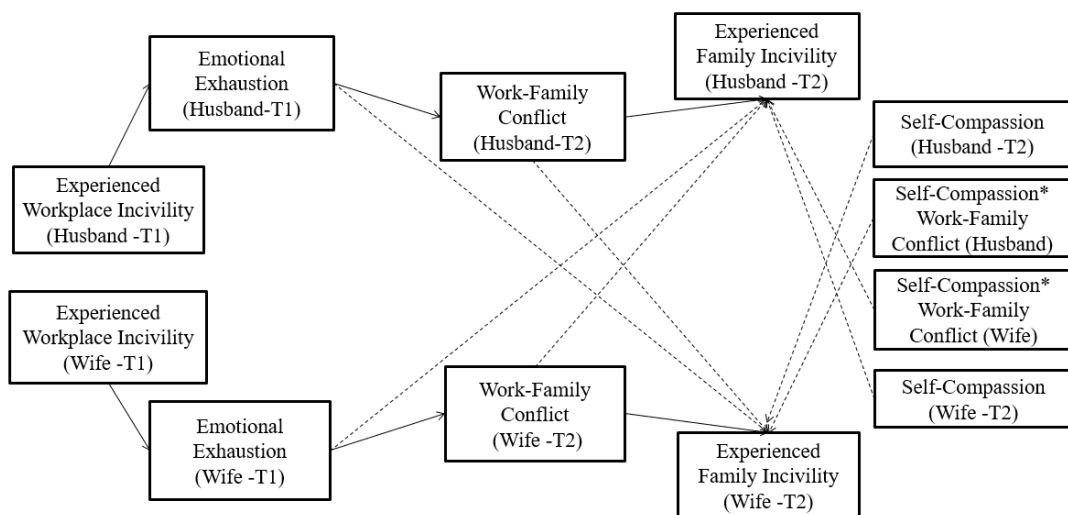 Experienced
Family Incivility
(Husband -T2)
Emotional
Exhaustion
(Husband-T1)
Work-Family
Conflict
(Husband-T2)
Self-Compassion
(Husband -T2)
Experienced
Workplace Incivility
(Husband -T1)
Self-Compassion*
Work-Family
Conflict (Husband)
Self-Compassion*
Work-Family
Conflict (Wife)
Experienced
Workplace Incivility
(Wife -T1)
Work-Family
Conflict
(Wife -T2)
Self-Compassion
(Wife -T2)
Emotional
Exhaustion
(Wife -T1)
Experienced
Family Incivility
(Wife -T2)